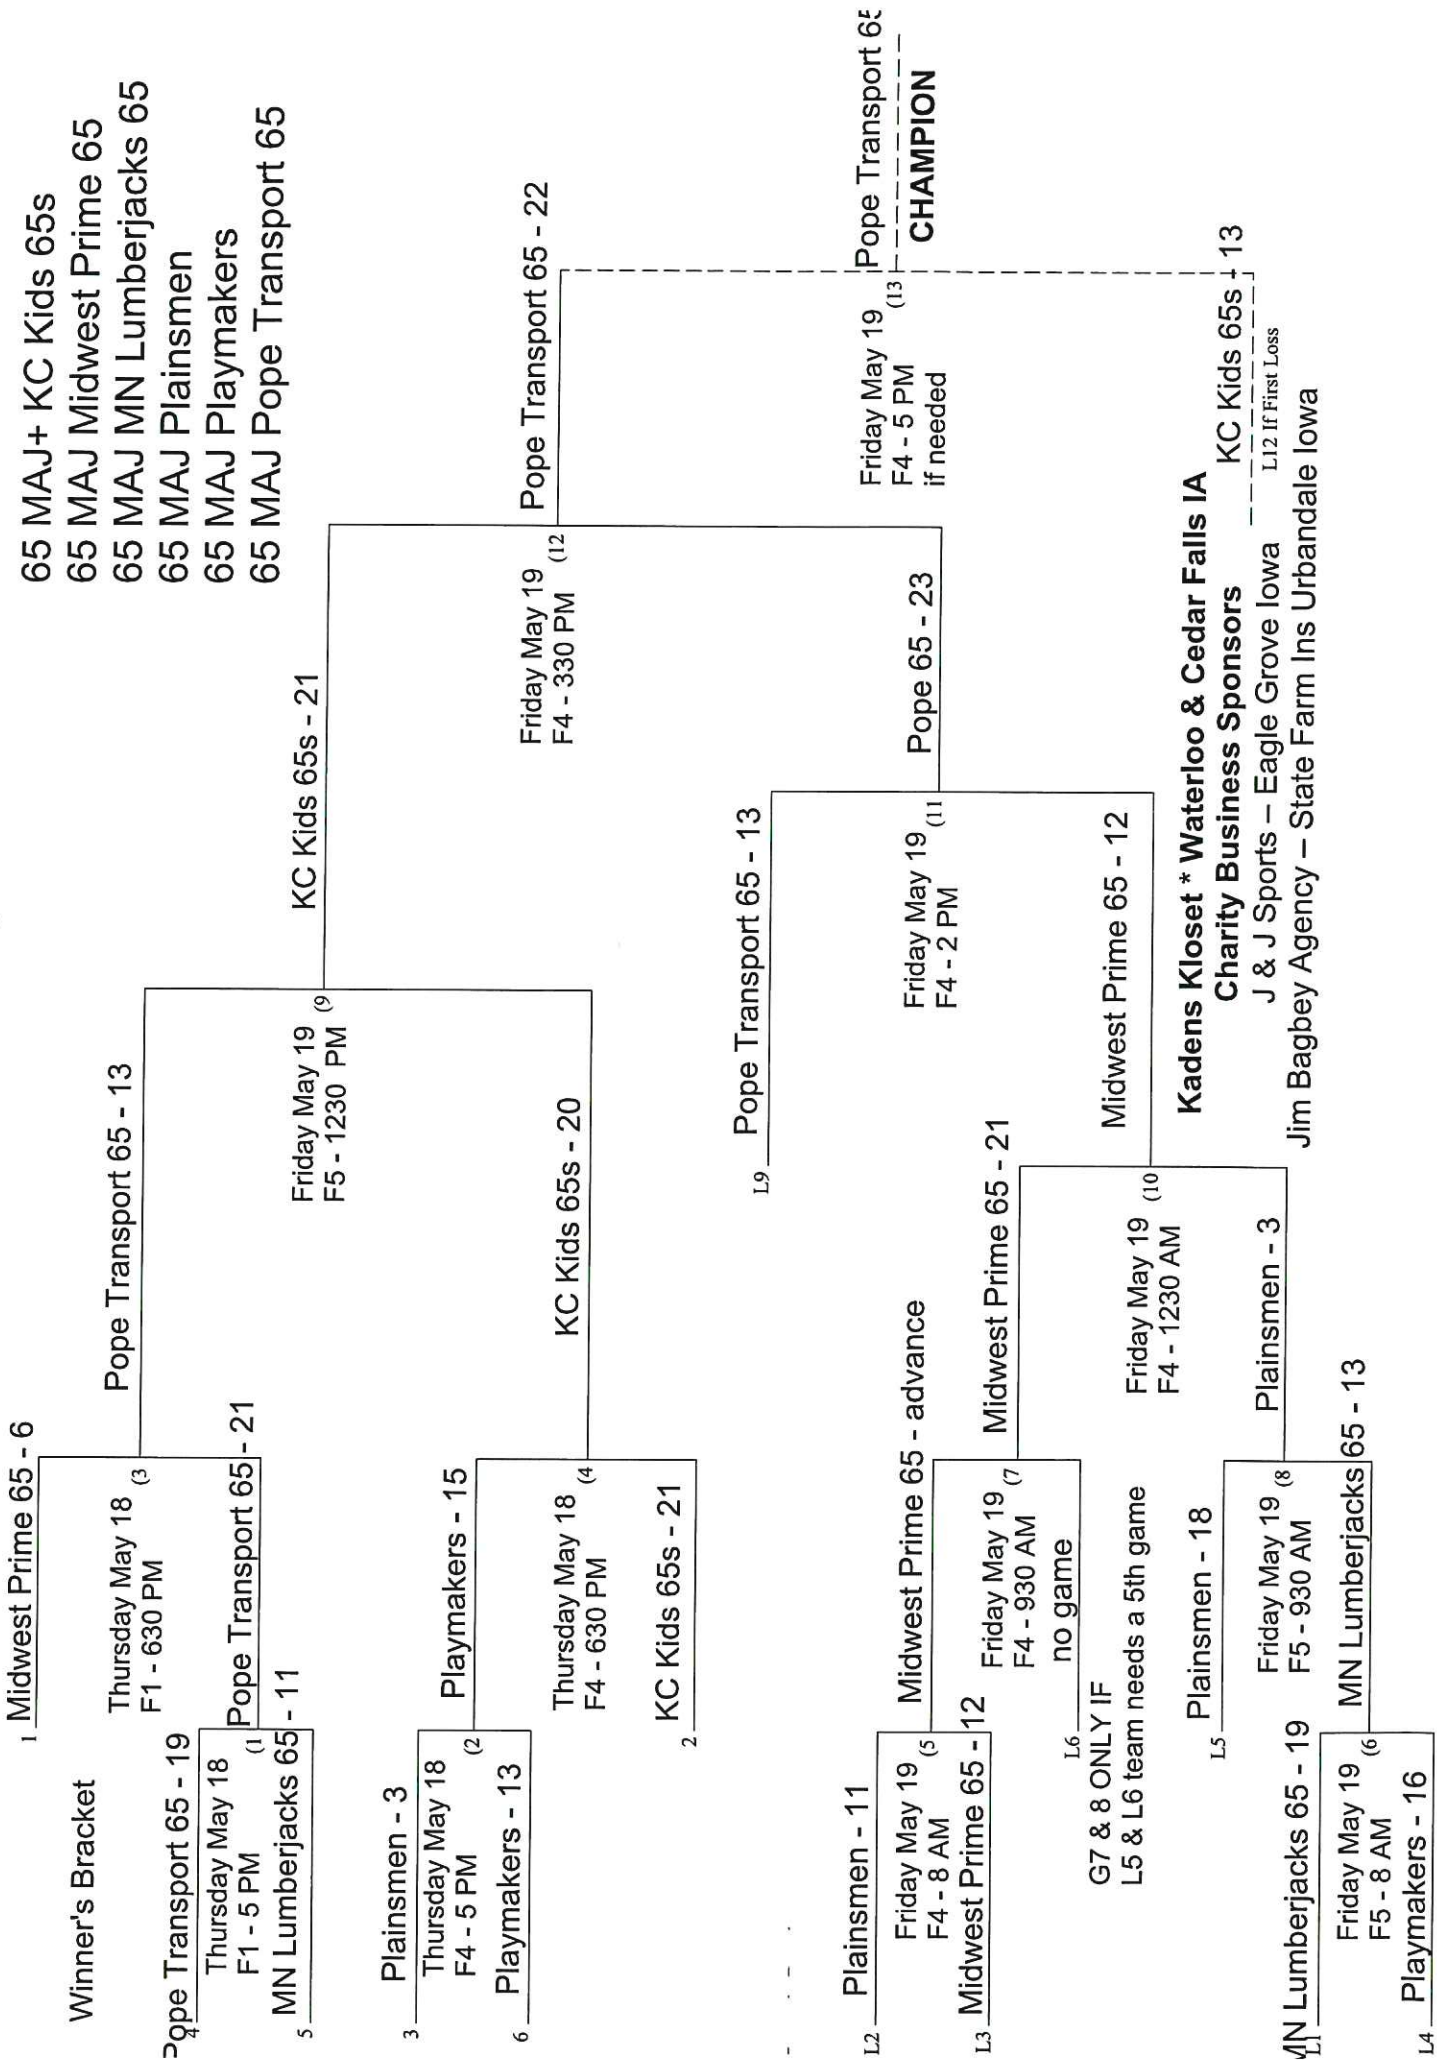 65 MAJ+ KC Kids 65s
65 MAJ Midwest Prime 65
65 MAJ MN Lumberjacks 65
65 MAJ Plainsmen
65 MAJ Playmakers
65 MAJ Pope Transport 65
Winner's Bracket
1
Midwest Prime 65 - 6
Thursday May 18
F1 - 630 PM
(3
Pope Transport 65 - 13
4
Pope Transport 65 - 19
Thursday May 18
F1 - 5 PM
(1
Pope Transport 65 - 21
MN Lumberjacks 65 - 11
5
Friday May 19
F5 - 1230 PM
(9
KC Kids 65s - 21
3
Plainsmen - 3
Thursday May 18
F4 - 5 PM
(2
Playmakers - 15
Playmakers - 13
6
Thursday May 18
F4 - 630 PM
(4
KC Kids 65s - 20
2
KC Kids 65s - 21
Friday May 19
F4 - 330 PM
(12
Pope Transport 65 - 22
L9
Pope Transport 65 - 13
Friday May 19
F4 - 2 PM
(11
Pope 65 - 23
L2
Plainsmen - 11
Friday May 19
F4 - 8 AM
(5
Midwest Prime 65 - advance
L3
Midwest Prime 65 - 12
Friday May 19
F4 - 930 AM
(7
Midwest Prime 65 - 21
no game
L6
G7 & 8 ONLY IF
L5 & L6 team needs a 5th game
Friday May 19
F4 - 1230 AM
(10
Midwest Prime 65 - 12
L5
Plainsmen - 18
Friday May 19
F5 - 930 AM
(8
Plainsmen - 3
L1
MN Lumberjacks 65 - 19
Friday May 19
F5 - 8 AM
(6
MN Lumberjacks 65 - 13
Playmakers - 16
L4
Friday May 19
F4 - 5 PM
if needed
(13
Pope Transport 65
CHAMPION
KC Kids 65s - 13
L12 If First Loss
Kadens Kloset * Waterloo & Cedar Falls IA
Charity Business Sponsors
J & J Sports – Eagle Grove Iowa
Jim Bagbey Agency – State Farm Ins Urbandale Iowa